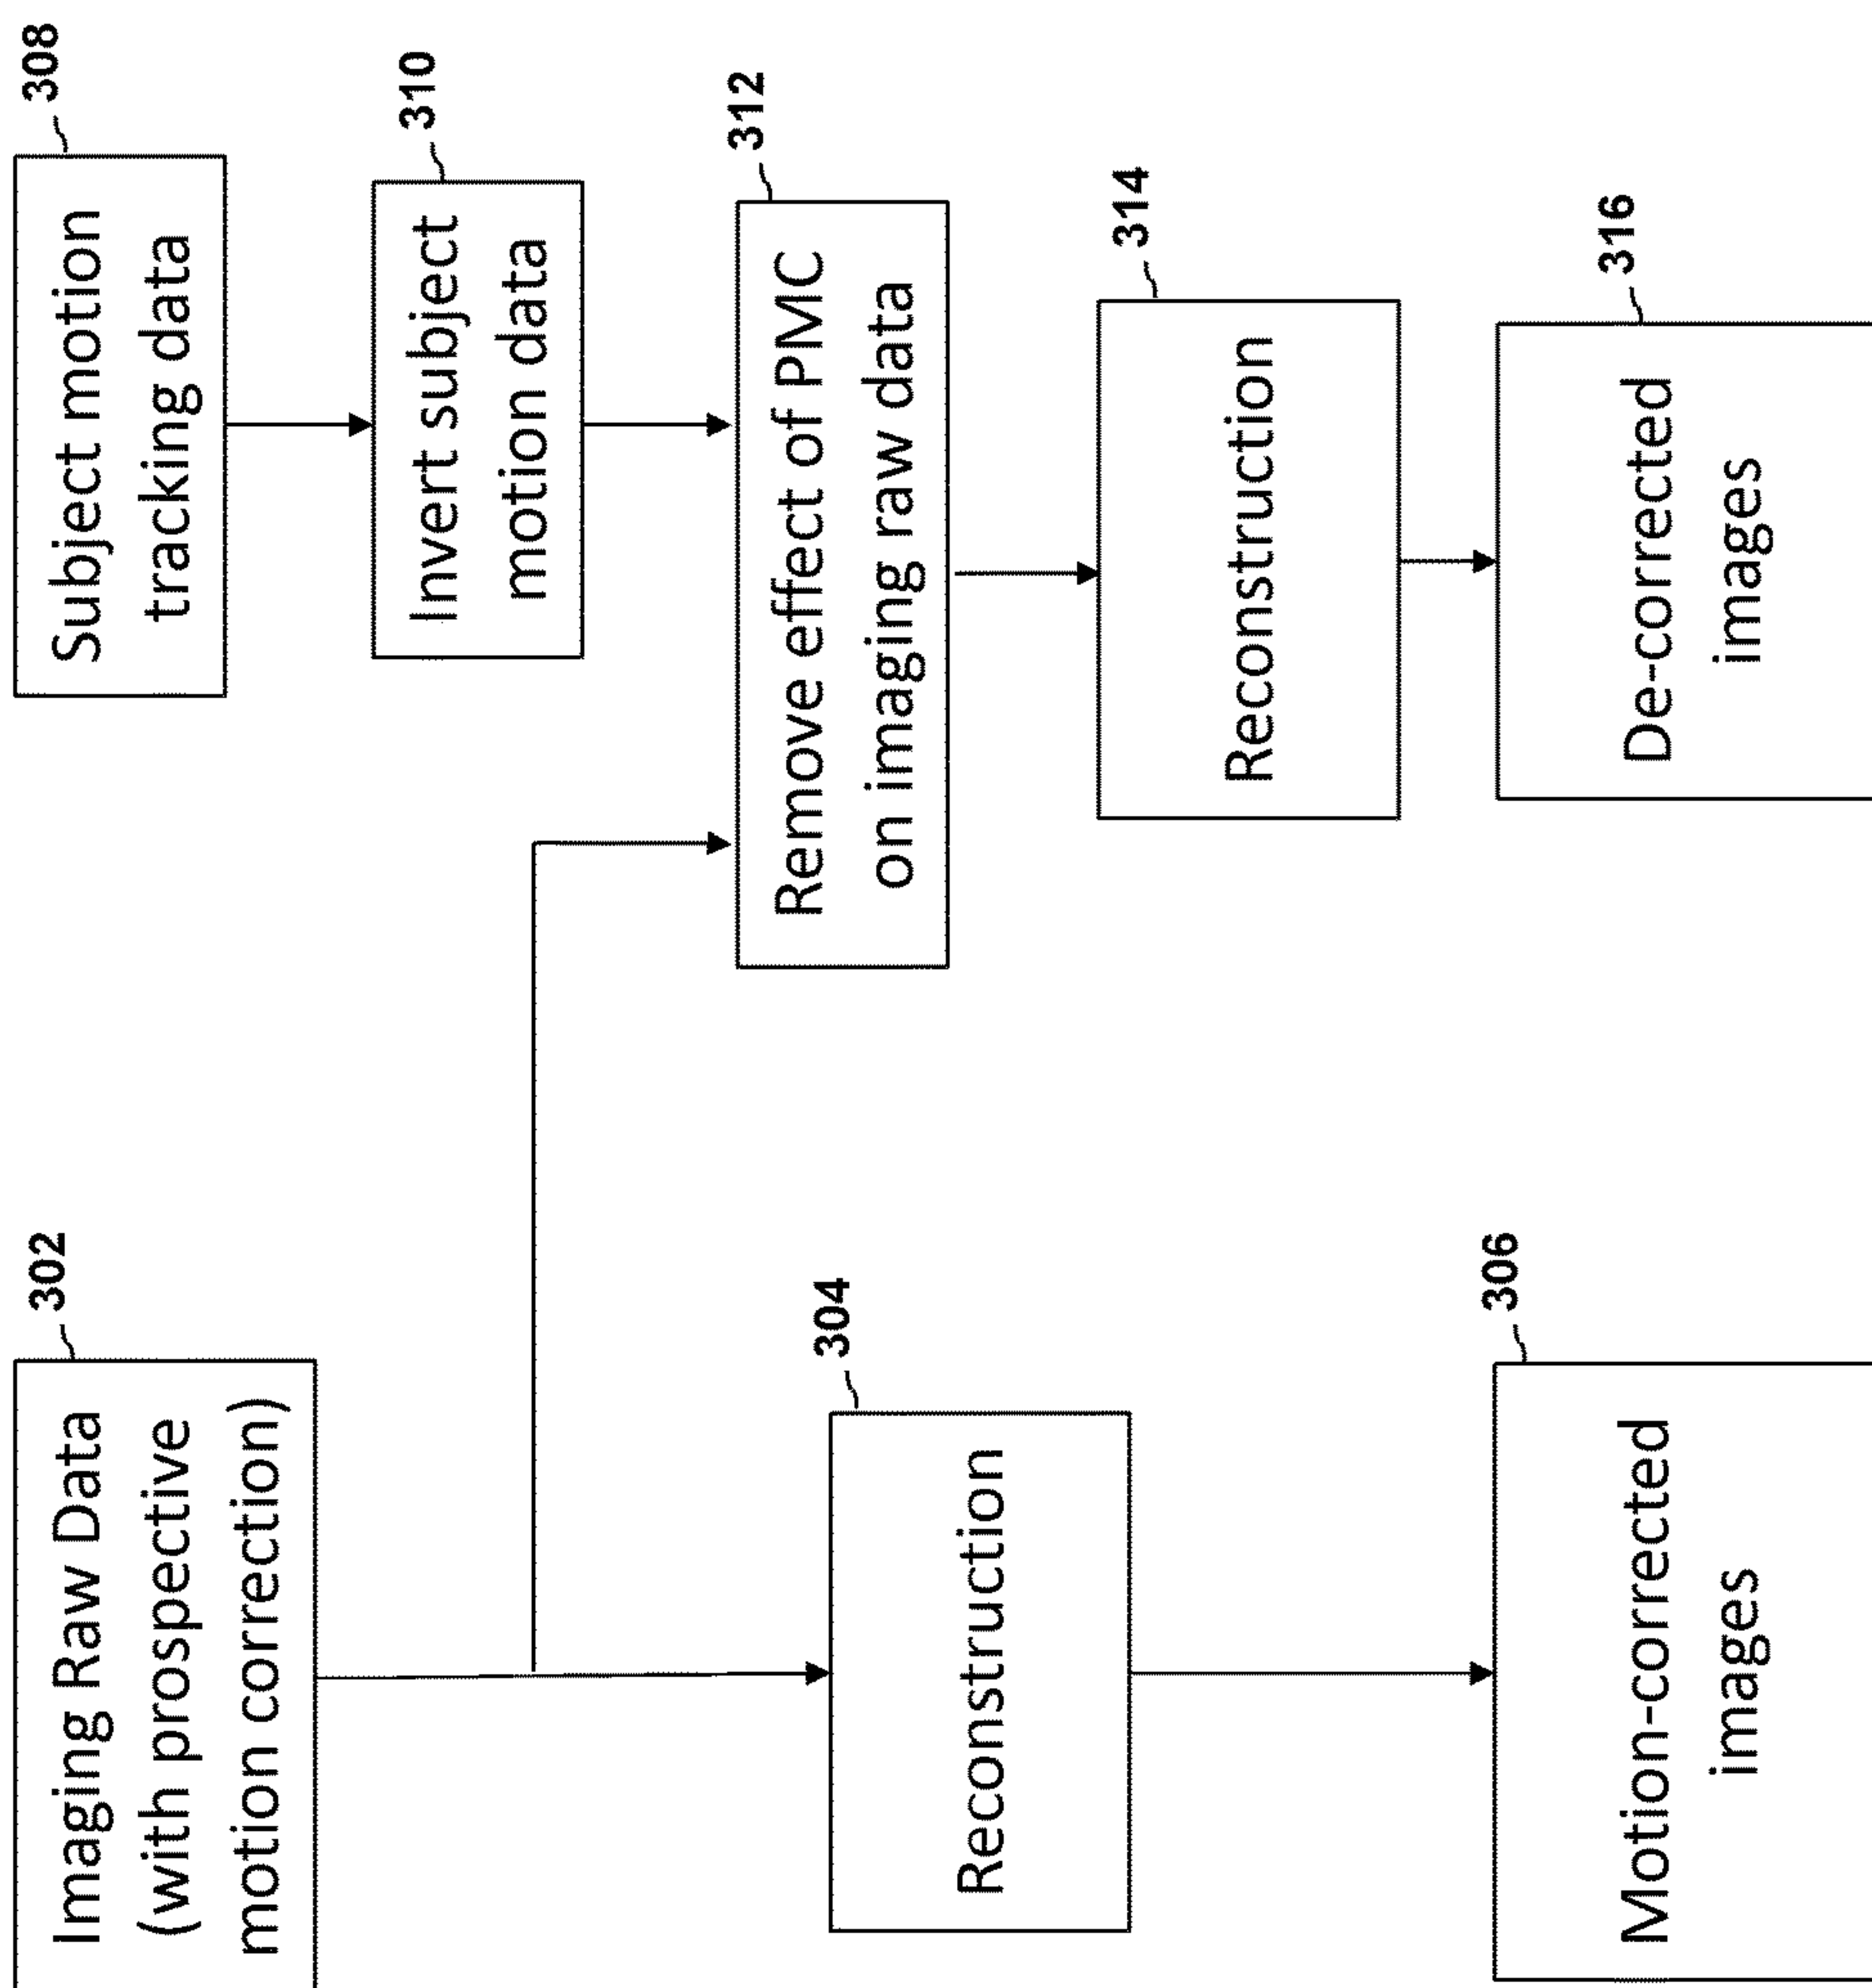 302
Imaging Raw Data
(with prospective
motion correction)
304
Reconstruction
306
Motion-corrected
images
308
Subject motion
tracking data
310
Invert subject
motion data
312
Remove effect of PMC
on imaging raw data
314
Reconstruction
316
De-corrected
images